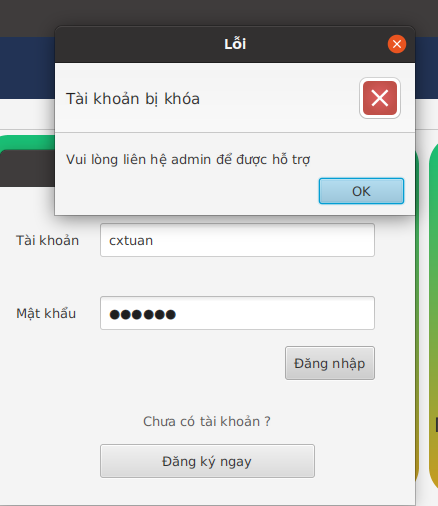 Lỗi
Tài khoản bị khóa
Vui lòng liên hệ admin để được hỗ trợ
OK
Tài khoản cxtuan
Mật khẩu ●●●●●●
Đăng nhập
Chưa có tài khoản ?
Đăng ký ngay